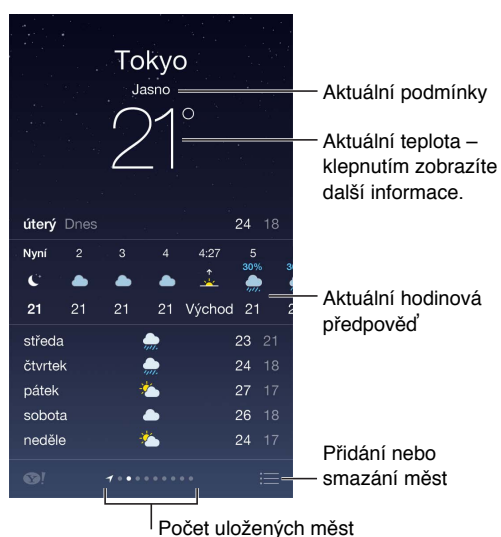 Tokyo
Jasno
21°
úterý Dnes 24 18
Nyní 2 3 4 4:27 5
30% 30
21 21 21 21 Východ 21 2
středa 23 21
čtvrtek 24 18
pátek 27 17
sobota 26 18
neděle 24 17
Y!
Aktuální podmínky
Aktuální teplota –
klepnutím zobrazíte
další informace.
Aktuální hodinová
předpověď
Přidání nebo
smazání měst
Počet uložených měst